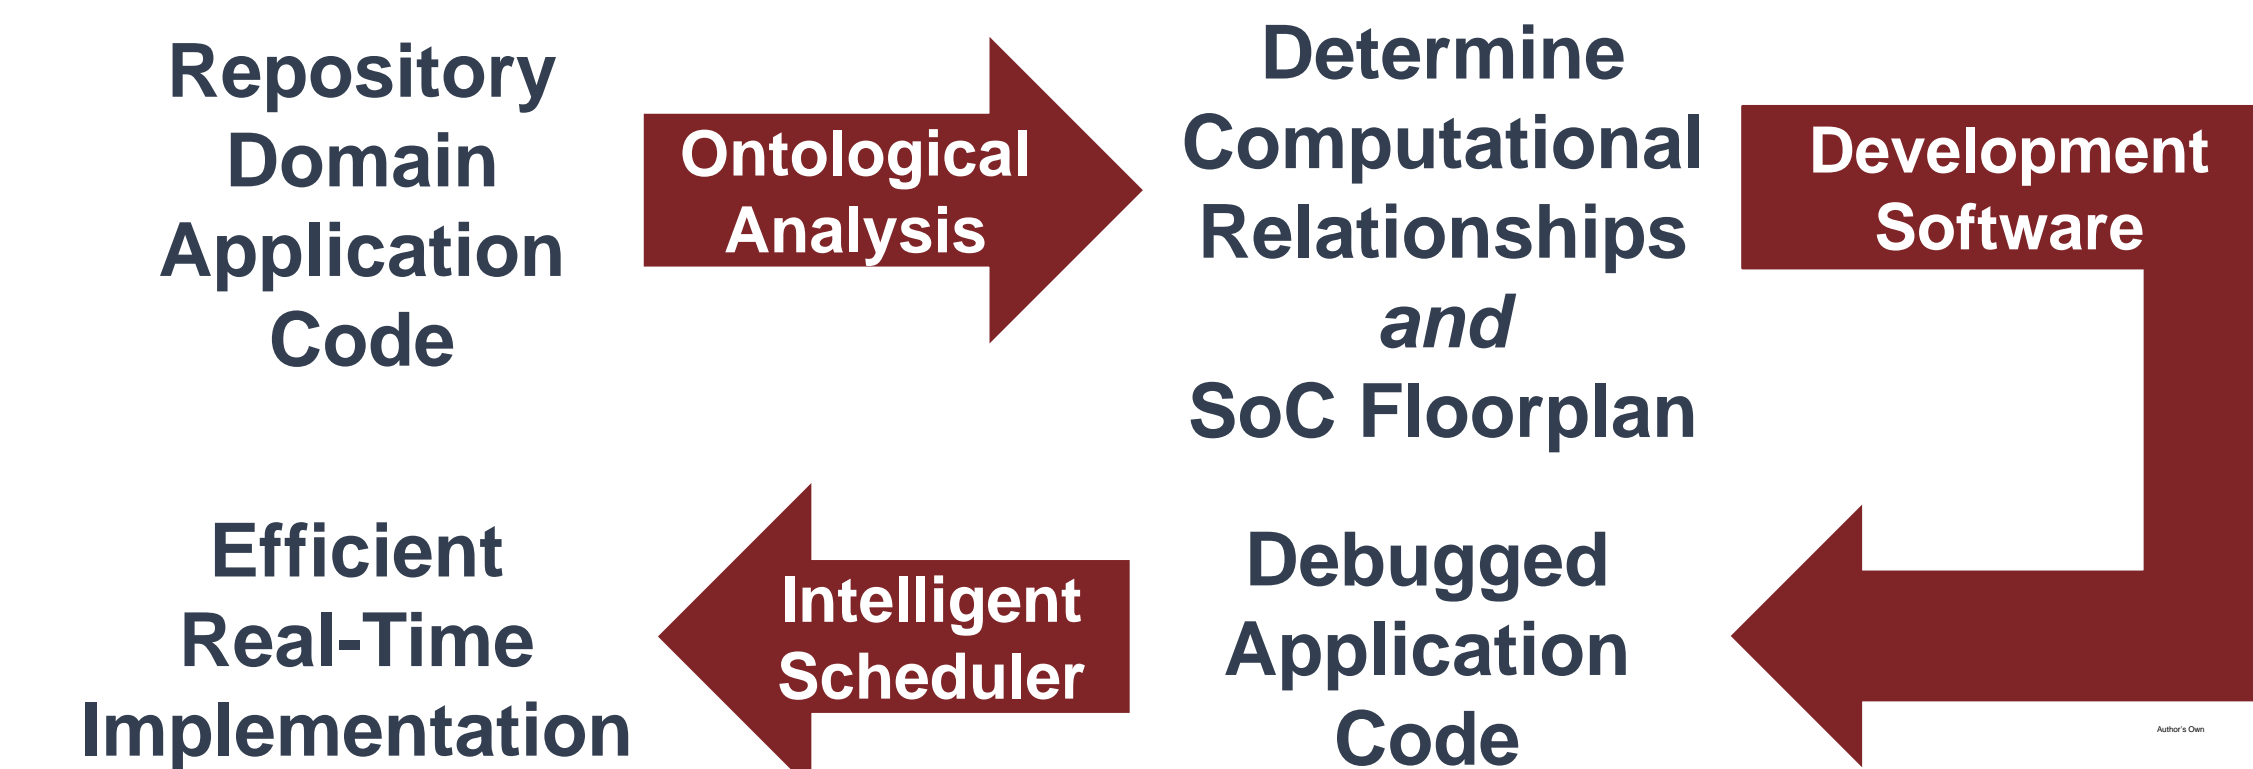 Repository
Domain
Application
Code
Ontological
Analysis
Determine
Computational
Relationships
and
SoC Floorplan
Development
Software
Debugged
Application
Code
Intelligent
Scheduler
Efficient
Real-Time
Implementation
Author's Own